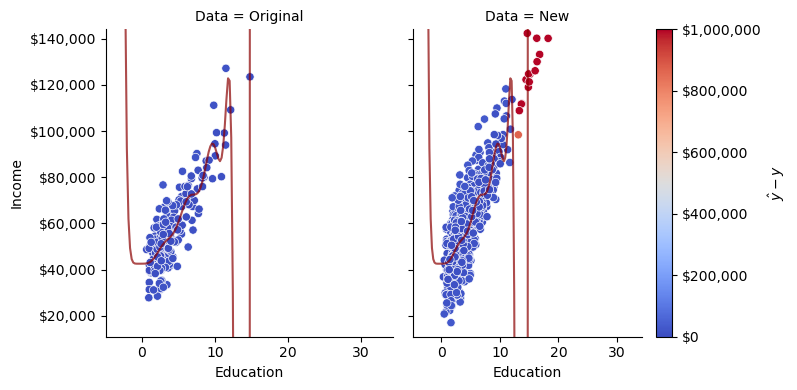 Data = Original
Data = New
$140,000
$120,000
$100,000
$80,000
$60,000
$40,000
$20,000
Income
0 10 20 30
Education
0 10 20 30
Education
$1,000,000
$800,000
$600,000
$400,000
$200,000
$0
ŷ − y